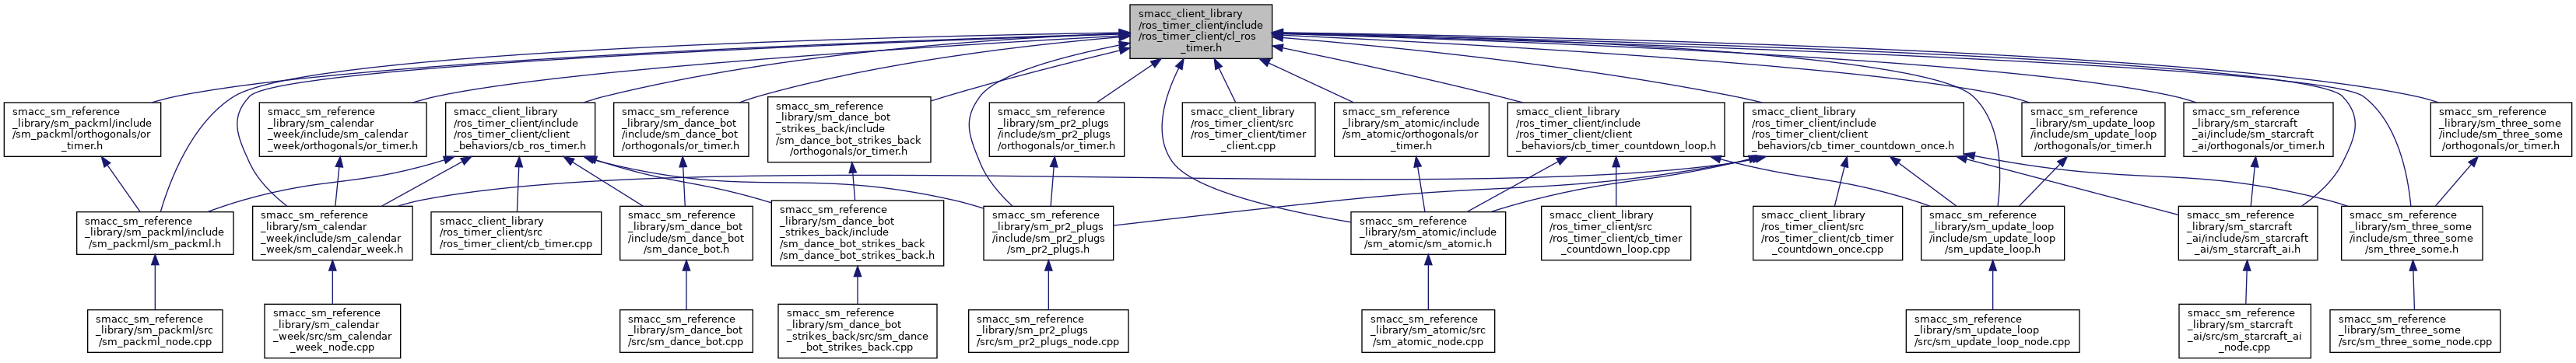 smacc_client_library
/ros_timer_client/include
/ros_timer_client/cl_ros
_timer.h
smacc_sm_reference
_library/sm_packml/include
/sm_packml/orthogonals/or
_timer.h
smacc_sm_reference
_library/sm_calendar
_week/include/sm_calendar
_week/orthogonals/or_timer.h
smacc_client_library
/ros_timer_client/include
/ros_timer_client/client
_behaviors/cb_ros_timer.h
smacc_sm_reference
_library/sm_dance_bot
/include/sm_dance_bot
/orthogonals/or_timer.h
smacc_sm_reference
_library/sm_dance_bot
_strikes_back/include
/sm_dance_bot_strikes_back
/orthogonals/or_timer.h
smacc_sm_reference
_library/sm_pr2_plugs
/include/sm_pr2_plugs
/orthogonals/or_timer.h
smacc_client_library
/src
/ros_timer_client/timer
_client.cpp
smacc_sm_reference
_library/sm_atomic/include
/sm_atomic/orthogonals/or
_timer.h
smacc_client_library
/ros_timer_client/include
/ros_timer_client/client
_behaviors/cb_timer_countdown_loop.h
smacc_client_library
/ros_timer_client/include
/ros_timer_client/client
_behaviors/cb_timer_countdown_once.h
smacc_sm_reference
_library/sm_update_loop
/include/sm_update_loop
/orthogonals/or_timer.h
smacc_sm_reference
_library/sm_starcraft
_ai/include/sm_starcraft
_ai/orthogonals/or_timer.h
smacc_sm_reference
_library/sm_three_some
/include/sm_three_some
/orthogonals/or_timer.h
smacc_sm_reference
_library/sm_packml/include
/sm_packml/sm_packml.h
smacc_sm_reference
_library/sm_calendar
_week/include/sm_calendar
_week/sm_calendar_week.h
smacc_client_library
/ros_timer_client/src
/ros_timer_client/cb_timer.cpp
smacc_sm_reference
_library/sm_dance_bot
/include/sm_dance_bot
/sm_dance_bot.h
smacc_sm_reference
_library/sm_dance_bot
_strikes_back/include
/sm_dance_bot_strikes_back
/sm_dance_bot_strikes_back.h
smacc_sm_reference
_library/sm_pr2_plugs
/include/sm_pr2_plugs
/sm_pr2_plugs.h
smacc_sm_reference
_library/sm_atomic/include
/sm_atomic/sm_atomic.h
smacc_client_library
/ros_timer_client/src
/ros_timer_client/cb_timer
_countdown_loop.cpp
smacc_client_library
/ros_timer_client/src
/ros_timer_client/cb_timer
_countdown_once.cpp
smacc_sm_reference
_library/sm_update_loop
/include/sm_update_loop
/sm_update_loop.h
smacc_sm_reference
_library/sm_starcraft
_ai/include/sm_starcraft
_ai/sm_starcraft_ai.h
smacc_sm_reference
_library/sm_three_some
/include/sm_three_some
/sm_three_some.h
smacc_sm_reference
_library/sm_packml/src
/sm_packml_node.cpp
smacc_sm_reference
_library/sm_calendar
_week/src/sm_calendar
_week_node.cpp
smacc_sm_reference
_library/sm_dance_bot
/src/sm_dance_bot.cpp
smacc_sm_reference
_library/sm_dance_bot
_strikes_back/src/sm_dance
_bot_strikes_back.cpp
smacc_sm_reference
_library/sm_pr2_plugs
/src/sm_pr2_plugs_node.cpp
smacc_sm_reference
_library/sm_atomic/src
/sm_atomic_node.cpp
smacc_sm_reference
_library/sm_update_loop
/src/sm_update_loop_node.cpp
smacc_sm_reference
_library/sm_starcraft
_ai/src/sm_starcraft_ai
_node.cpp
smacc_sm_reference
_library/sm_three_some
/src/sm_three_some_node.cpp